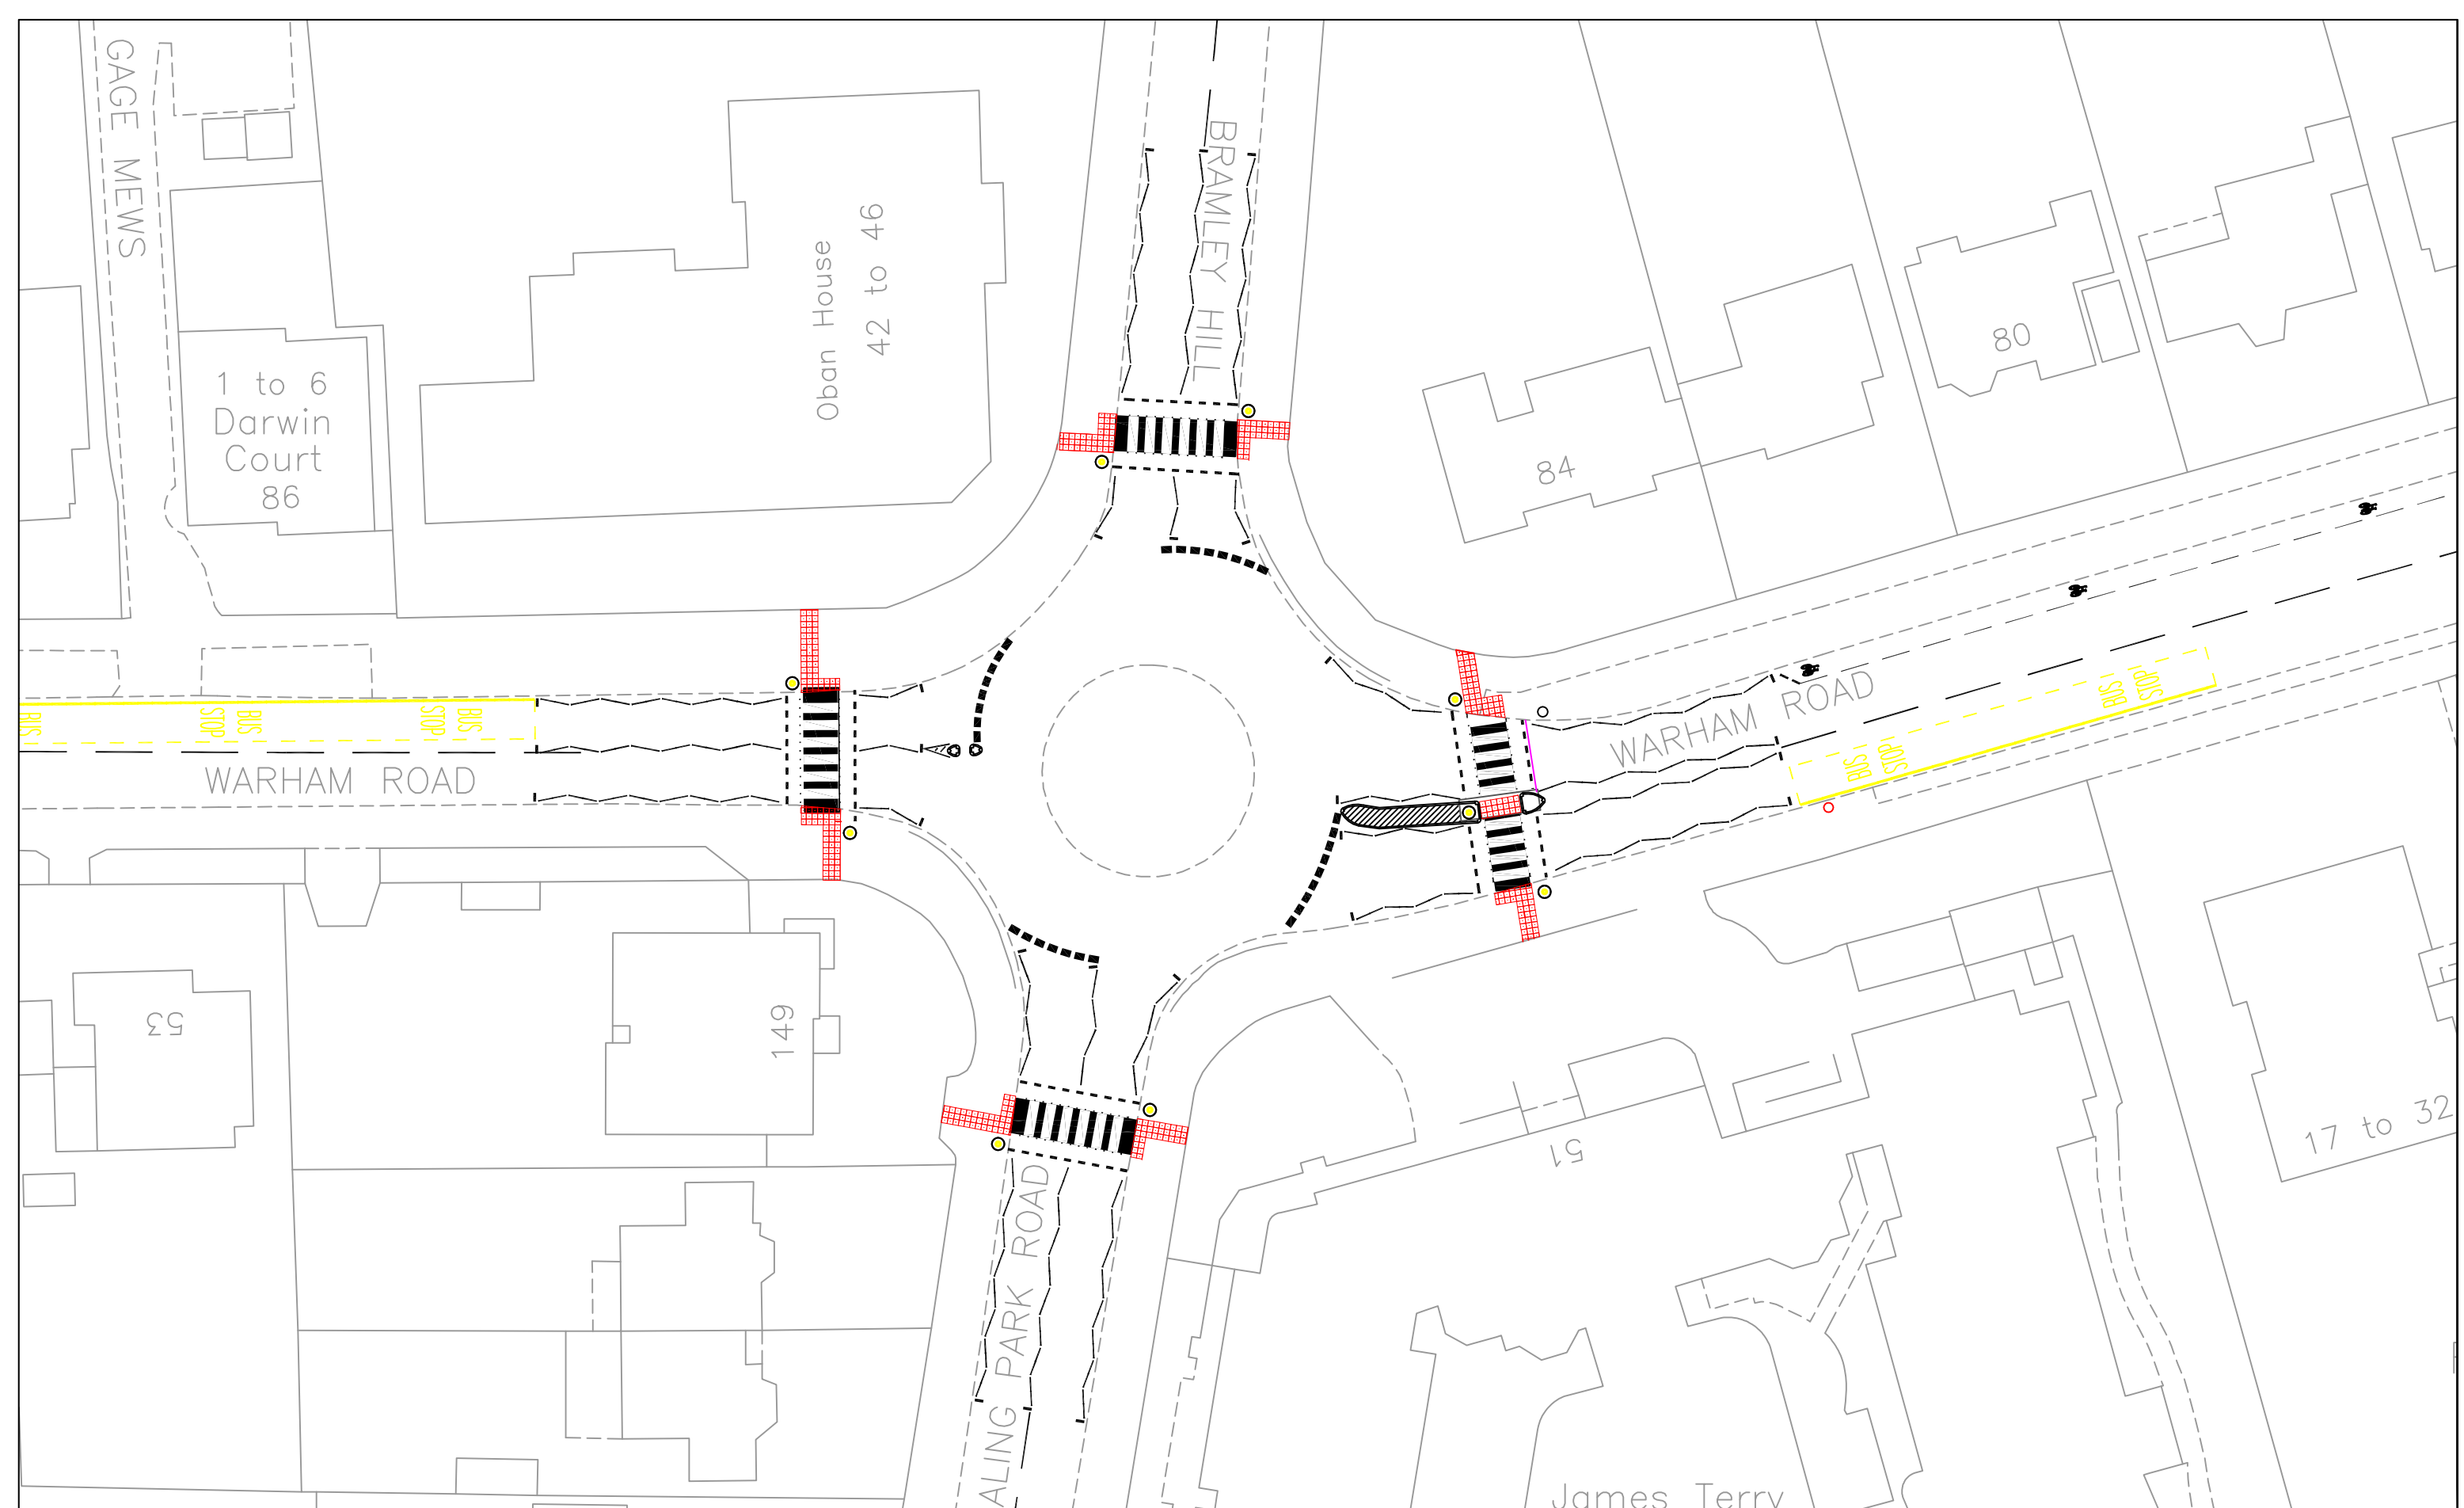 GAGE MEWS
BRAMLEY HILL
Oban House
42 to 46
1 to 6
Darwin
Court
86
80
84
BUS
BUS
STOP
BUS
STOP
WARHAM ROAD
WARHAM ROAD
BUS
STOP
BUS
STOP
53
149
51
17 to 32
ALING PARK ROAD
James Terry